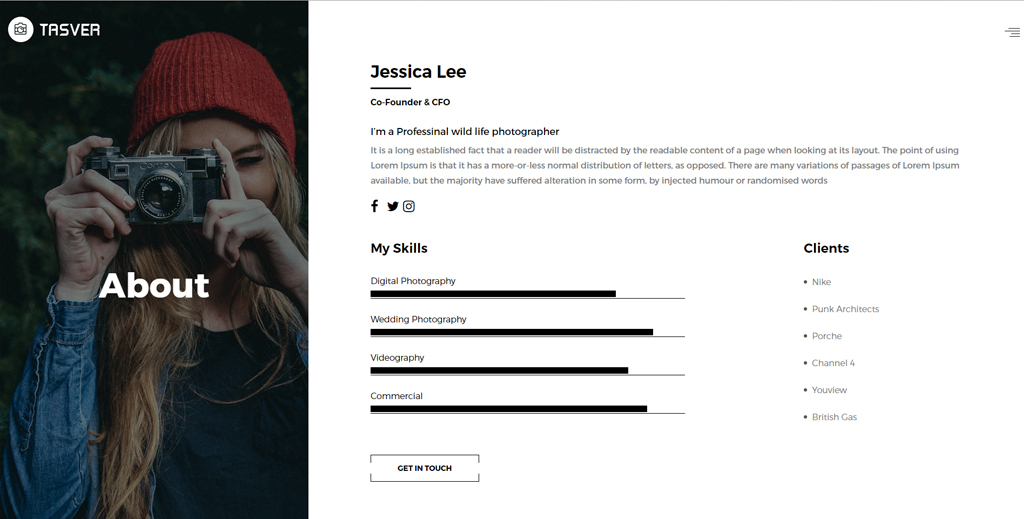 TASVER
About
Jessica Lee
Co-Founder & CFO
I'm a Professinal wild life photographer
It is a long established fact that a reader will be distracted by the readable content of a page when looking at its layout. The point of using
Lorem Ipsum is that it has a more-or-less normal distribution of letters, as opposed. There are many variations of passages of Lorem Ipsum
available, but the majority have suffered alteration in some form, by injected humour or randomised words
My Skills
Digital Photography
Wedding Photography
Videography
Commercial
GET IN TOUCH
Clients
Nike
Punk Architects
Porche
Channel 4
Youview
British Gas